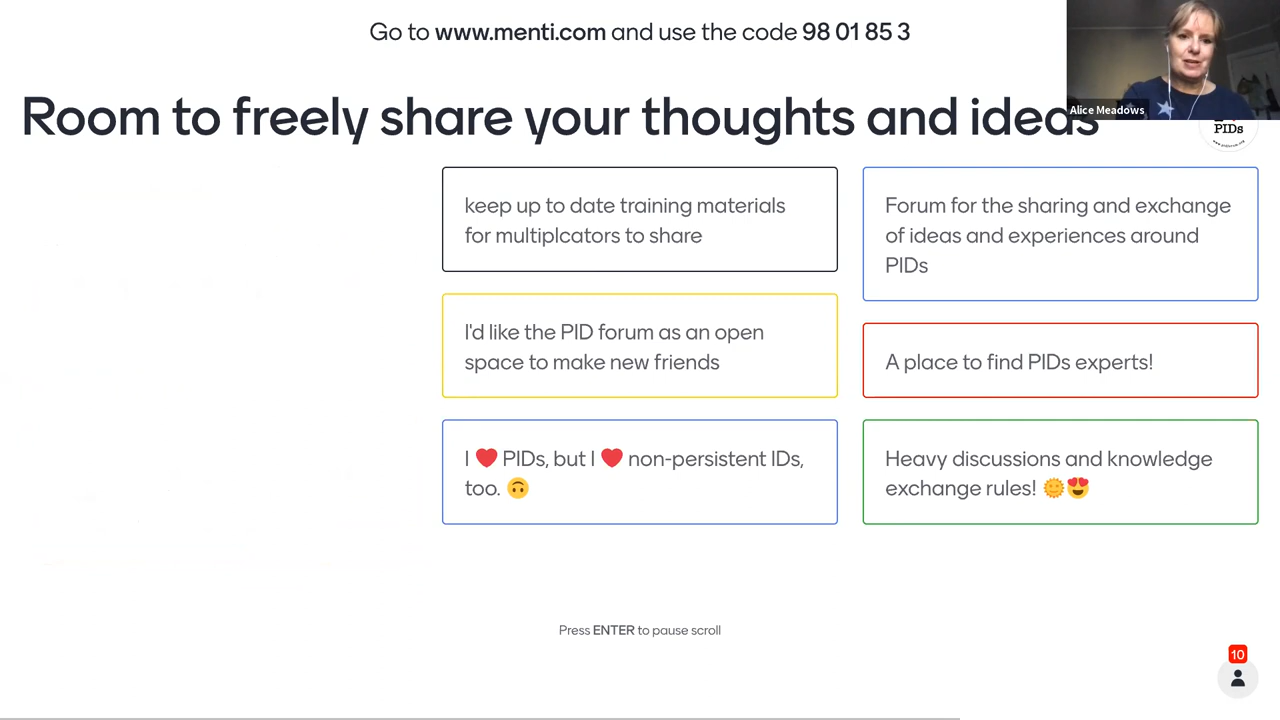 Go to www.menti.com and use the code 98 01 85 3
Room to freely share your thoughts and ideas
Alice Meadows
PIDs
keep up to date training materials
for multiplcators to share
Forum for the sharing and exchange
of ideas and experiences around
PIDs
I'd like the PID forum as an open
space to make new friends
A place to find PIDs experts!
I ❤️ PIDs, but I ❤️ non-persistent IDs,
too. 🙃
Heavy discussions and knowledge
exchange rules! 🌞😍
Press ENTER to pause scroll
10